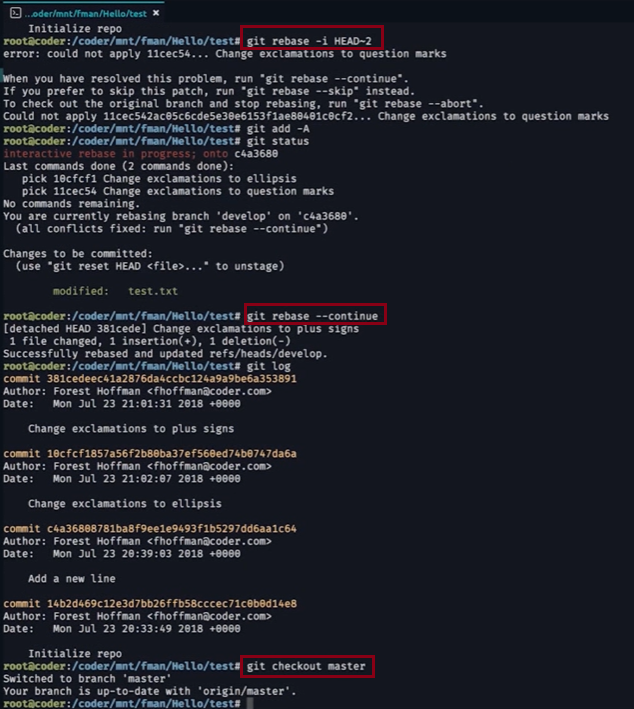 ...oder/mnt/fman/Hello/test ×
Initialize repo
root@coder:/coder/mnt/fman/Hello/test# git rebase -i HEAD~2
error: could not apply 11cec54... Change exclamations to question marks
When you have resolved this problem, run "git rebase --continue".
If you prefer to skip this patch, run "git rebase --skip" instead.
To check out the original branch and stop rebasing, run "git rebase --abort".
Could not apply 11cec542ac05c6cde5e30e6153f1ae80401c0cf2... Change exclamations to question marks
root@coder:/coder/mnt/fman/Hello/test# git add -A
root@coder:/coder/mnt/fman/Hello/test# git status
interactive rebase in progress; onto c4a3680
Last commands done (2 commands done):
pick 10cfcf1 Change exclamations to ellipsis
pick 11cec54 Change exclamations to question marks
No commands remaining.
You are currently rebasing branch 'develop' on 'c4a3680'.
(all conflicts fixed: run "git rebase --continue")
Changes to be committed:
(use "git reset HEAD <file>..." to unstage)
modified: test.txt
root@coder:/coder/mnt/fman/Hello/test# git rebase --continue
[detached HEAD 381cede] Change exclamations to plus signs
1 file changed, 1 insertion(+), 1 deletion(-)
Successfully rebased and updated refs/heads/develop.
root@coder:/coder/mnt/fman/Hello/test# git log
commit 381cedeec41a2876da4ccbc124a9a9be6a353891
Author: Forest Hoffman <fhoffman@coder.com>
Date: Mon Jul 23 21:01:31 2018 +0000
Change exclamations to plus signs
commit 10cfcf1857a56f2b80ba37ef560ed74b0747da6a
Author: Forest Hoffman <fhoffman@coder.com>
Date: Mon Jul 23 21:02:07 2018 +0000
Change exclamations to ellipsis
commit c4a36808781ba8f9ee1e9493f1b5297dd6aa1c64
Author: Forest Hoffman <fhoffman@coder.com>
Date: Mon Jul 23 20:39:03 2018 +0000
Add a new line
commit 14b2d469c12e3d7bb26ffb58cccec71c0b0d14e8
Author: Forest Hoffman <fhoffman@coder.com>
Date: Mon Jul 23 20:33:49 2018 +0000
Initialize repo
root@coder:/coder/mnt/fman/Hello/test# git checkout master
Switched to branch 'master'
Your branch is up-to-date with 'origin/master'.
root@coder:/coder/mnt/fman/Hello/test#